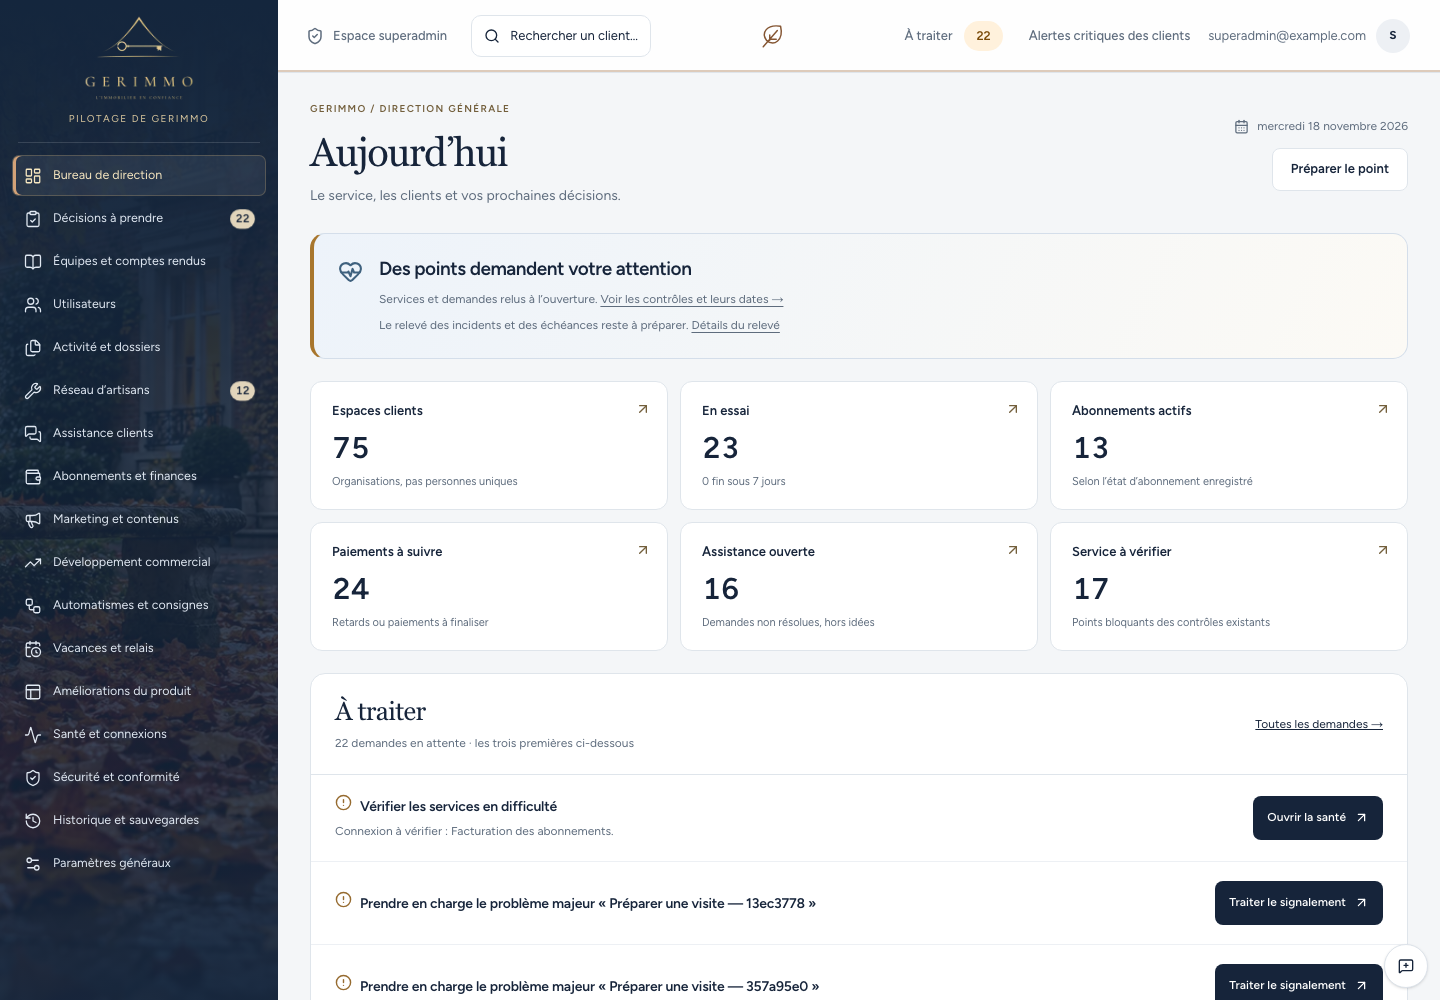 GERIMMO
L'IMMOBILIER EN CONFIANCE
PILOTAGE DE GERIMMO
Bureau de direction
Décisions à prendre 22
Équipes et comptes rendus
Utilisateurs
Activité et dossiers
Réseau d'artisans 12
Assistance clients
Abonnements et finances
Marketing et contenus
Développement commercial
Automatismes et consignes
Vacances et relais
Améliorations du produit
Santé et connexions
Sécurité et conformité
Historique et sauvegardes
Paramètres généraux
Espace superadmin
Rechercher un client...
À traiter 22
Alertes critiques des clients
superadmin@example.com
S
GERIMMO / DIRECTION GÉNÉRALE
Aujourd’hui
Le service, les clients et vos prochaines décisions.
mercredi 18 novembre 2026
Préparer le point
Des points demandent votre attention
Services et demandes relus à l’ouverture. Voir les contrôles et leurs dates →
Le relevé des incidents et des échéances reste à préparer. Détails du relevé
Espaces clients
75
Organisations, pas personnes uniques
En essai
23
0 fin sous 7 jours
Abonnements actifs
13
Selon l’état d’abonnement enregistré
Paiements à suivre
24
Retards ou paiements à finaliser
Assistance ouverte
16
Demandes non résolues, hors idées
Service à vérifier
17
Points bloquants des contrôles existants
À traiter
22 demandes en attente · les trois premières ci-dessous
Toutes les demandes →
Vérifier les services en difficulté
Connexion à vérifier : Facturation des abonnements.
Ouvrir la santé
Prendre en charge le problème majeur « Préparer une visite — 13ec3778 »
Traiter le signalement
Prendre en charge le problème majeur « Préparer une visite — 357a95e0 »
Traiter le signalement